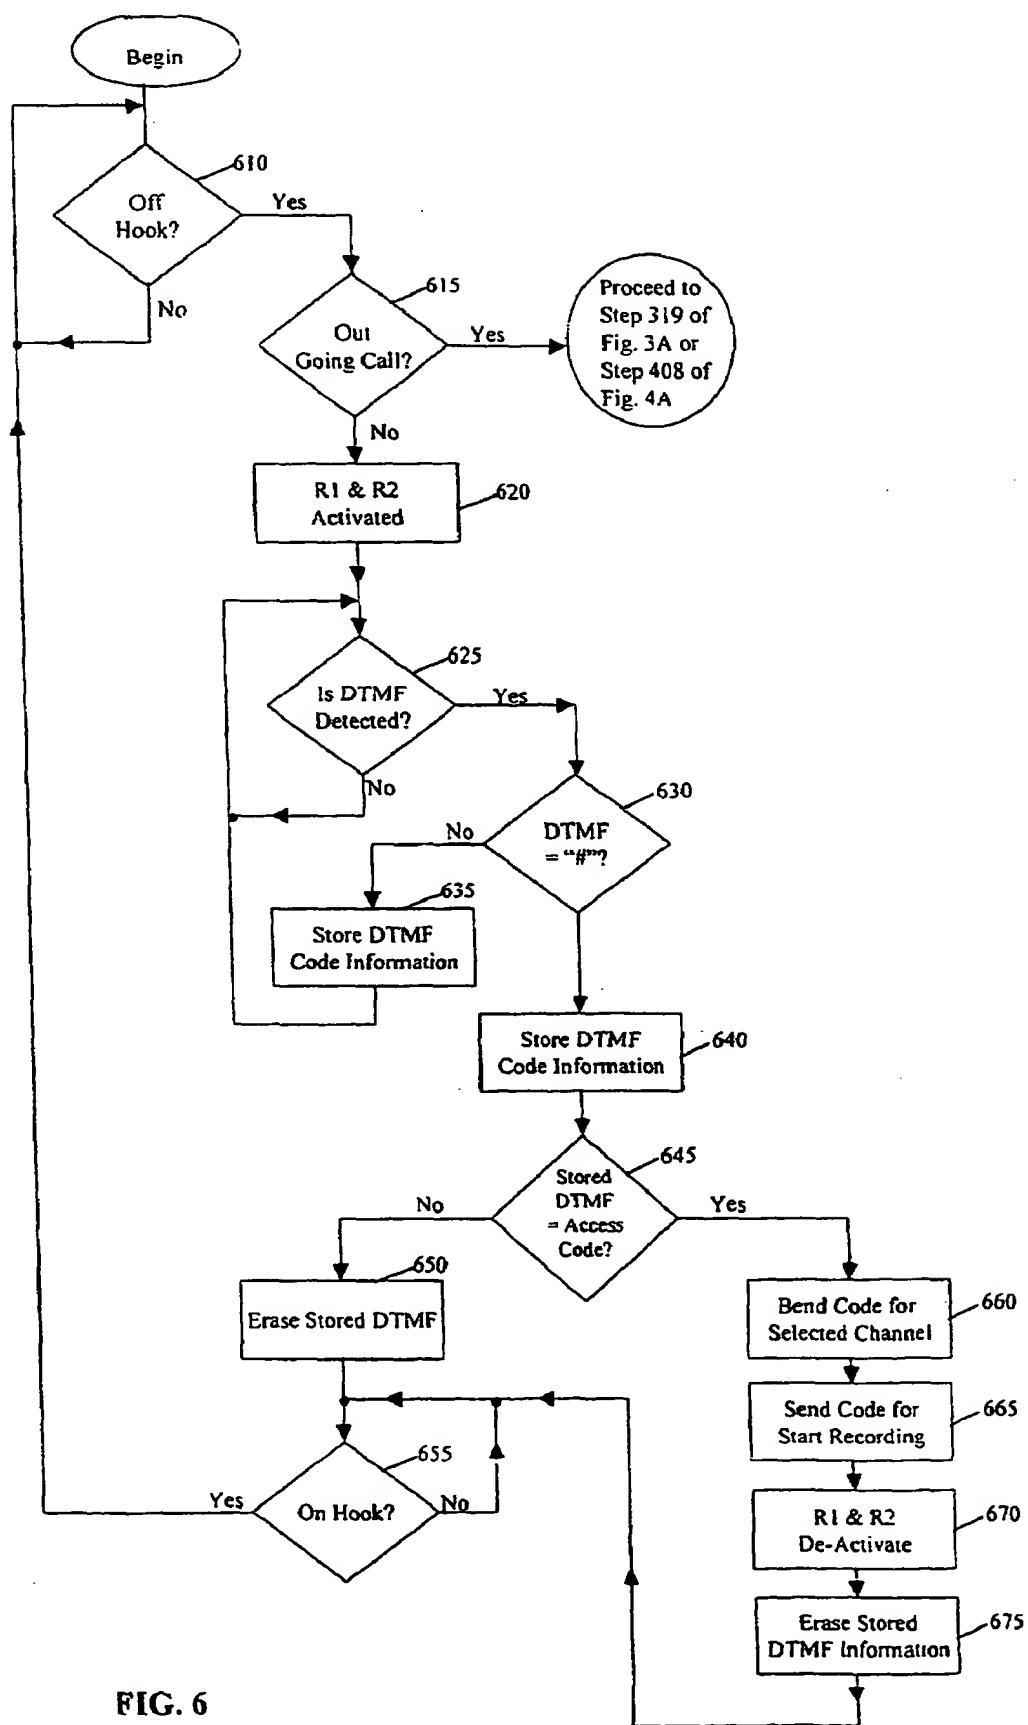 Begin
610
Off
Hook?
Yes
No
615
Out
Going Call?
Yes
Proceed to
Step 319 of
Fig. 3A or
Step 408 of
Fig. 4A
No
R1 & R2
Activated
620
625
Is DTMF
Detected?
Yes
No
630
DTMF
= "#"?
No
635
Store DTMF
Code Information
Store DTMF
Code Information
640
645
Stored
DTMF
= Access
Code?
No
Yes
650
Erase Stored DTMF
Bend Code for
Selected Channel
660
Send Code for
Start Recording
665
655
On Hook?
Yes
No
R1 & R2
De-Activate
670
Erase Stored
DTMF Information
675
FIG. 6